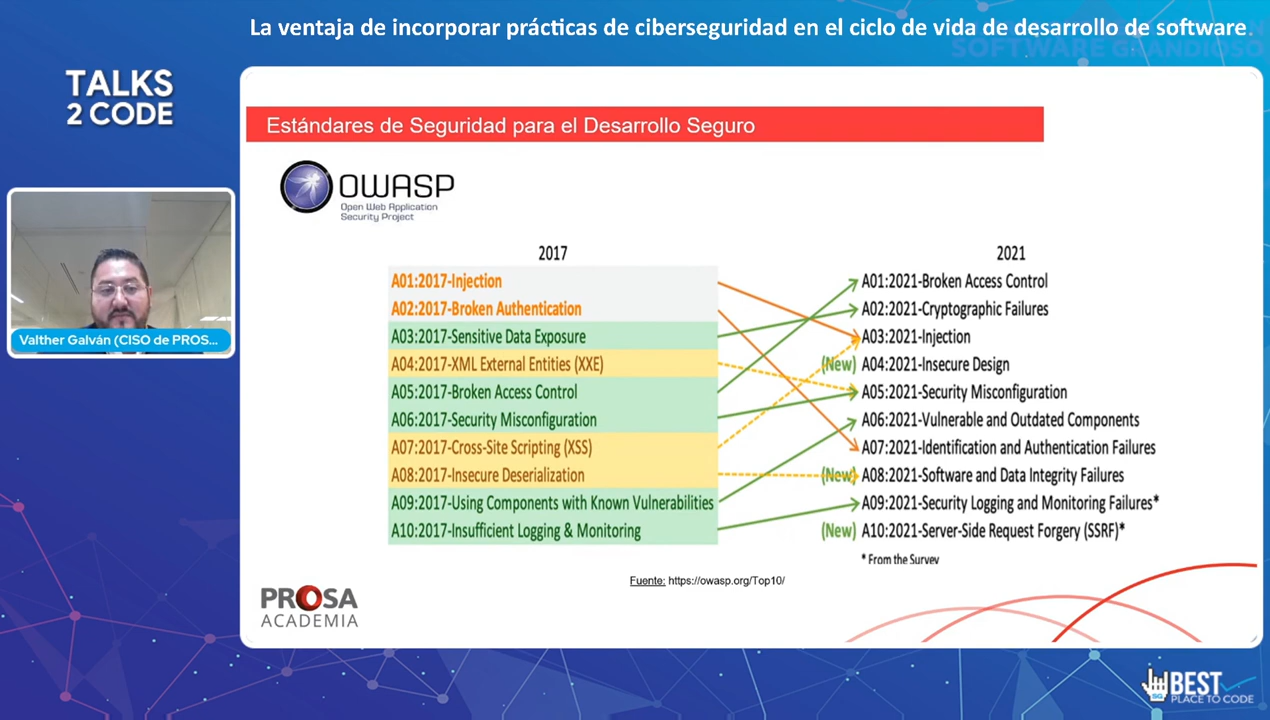 La ventaja de incorporar prácticas de ciberseguridad en el ciclo de vida de desarrollo de software.
SOFTWARE GRANDIOSO
TALKS
2 CODE
Estándares de Seguridad para el Desarrollo Seguro
OWASP
Open Web Application
Security Project
Valther Galván (CISO de PROS...
2017
A01:2017-Injection
A02:2017-Broken Authentication
A03:2017-Sensitive Data Exposure
A04:2017-XML External Entities (XXE)
A05:2017-Broken Access Control
A06:2017-Security Misconfiguration
A07:2017-Cross-Site Scripting (XSS)
A08:2017-Insecure Deserialization
A09:2017-Using Components with Known Vulnerabilities
A10:2017-Insufficient Logging & Monitoring
2021
A01:2021-Broken Access Control
A02:2021-Cryptographic Failures
A03:2021-Injection
(New) A04:2021-Insecure Design
A05:2021-Security Misconfiguration
A06:2021-Vulnerable and Outdated Components
A07:2021-Identification and Authentication Failures
(New) A08:2021-Software and Data Integrity Failures
A09:2021-Security Logging and Monitoring Failures*
(New) A10:2021-Server-Side Request Forgery (SSRF)*
* From the Survey
Fuente: https://owasp.org/Top10/
PROSA
ACADEMIA
SG
BEST
PLACE TO CODE